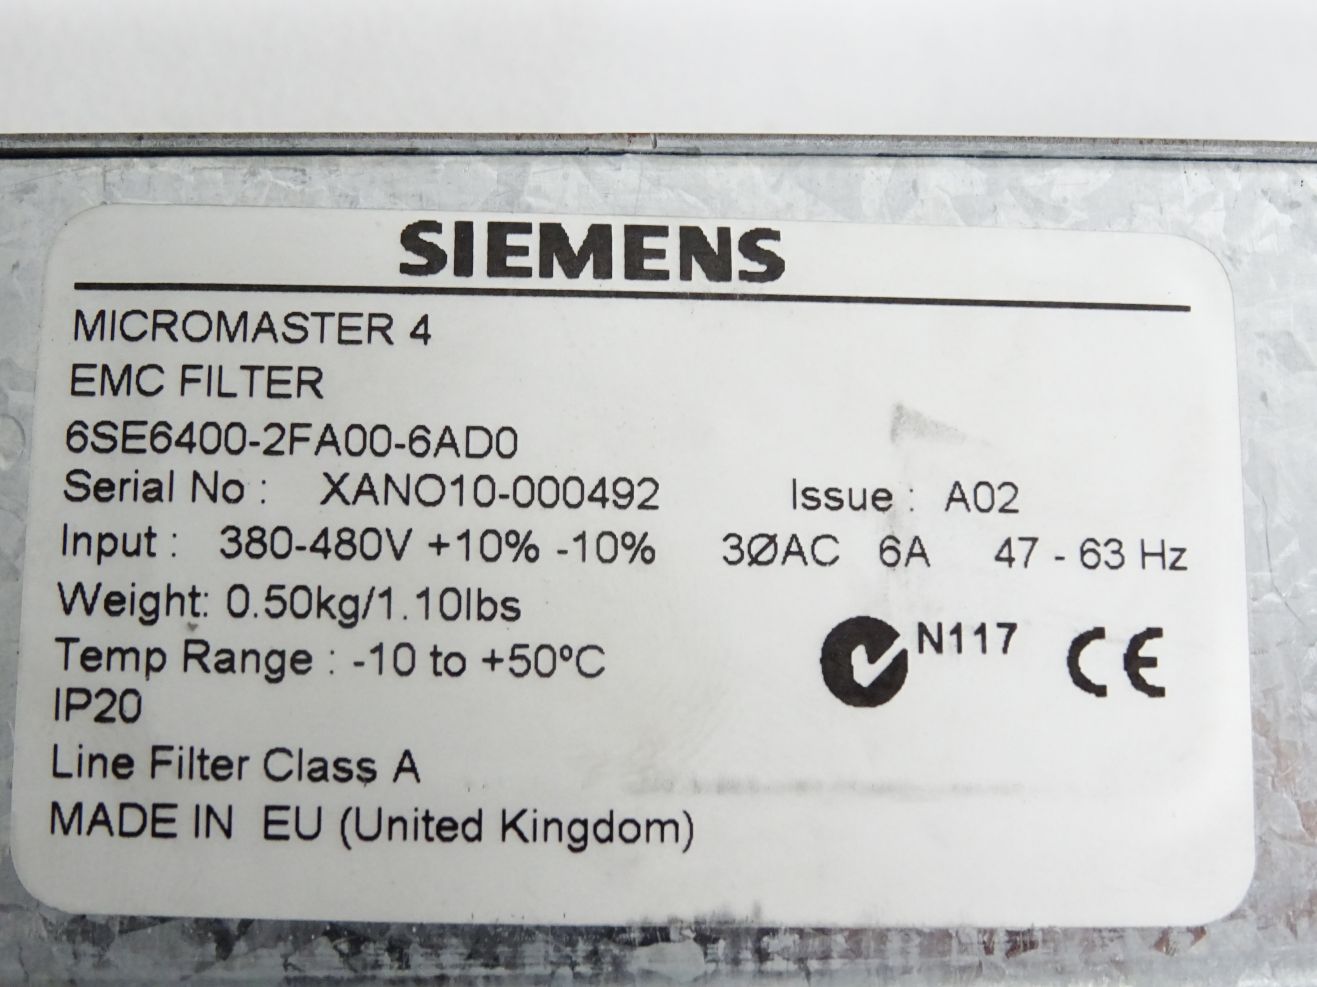 SIEMENS
MICROMASTER 4
EMC FILTER
6SE6400-2FA00-6AD0
Serial No : XANO10-000492 Issue : A02
Input : 380-480V +10% -10% 3ØAC 6A 47 - 63 Hz
Weight: 0.50kg/1.10lbs
Temp Range : -10 to +50ºC
N117 CE
IP20
Line Filter Class A
MADE IN EU (United Kingdom)